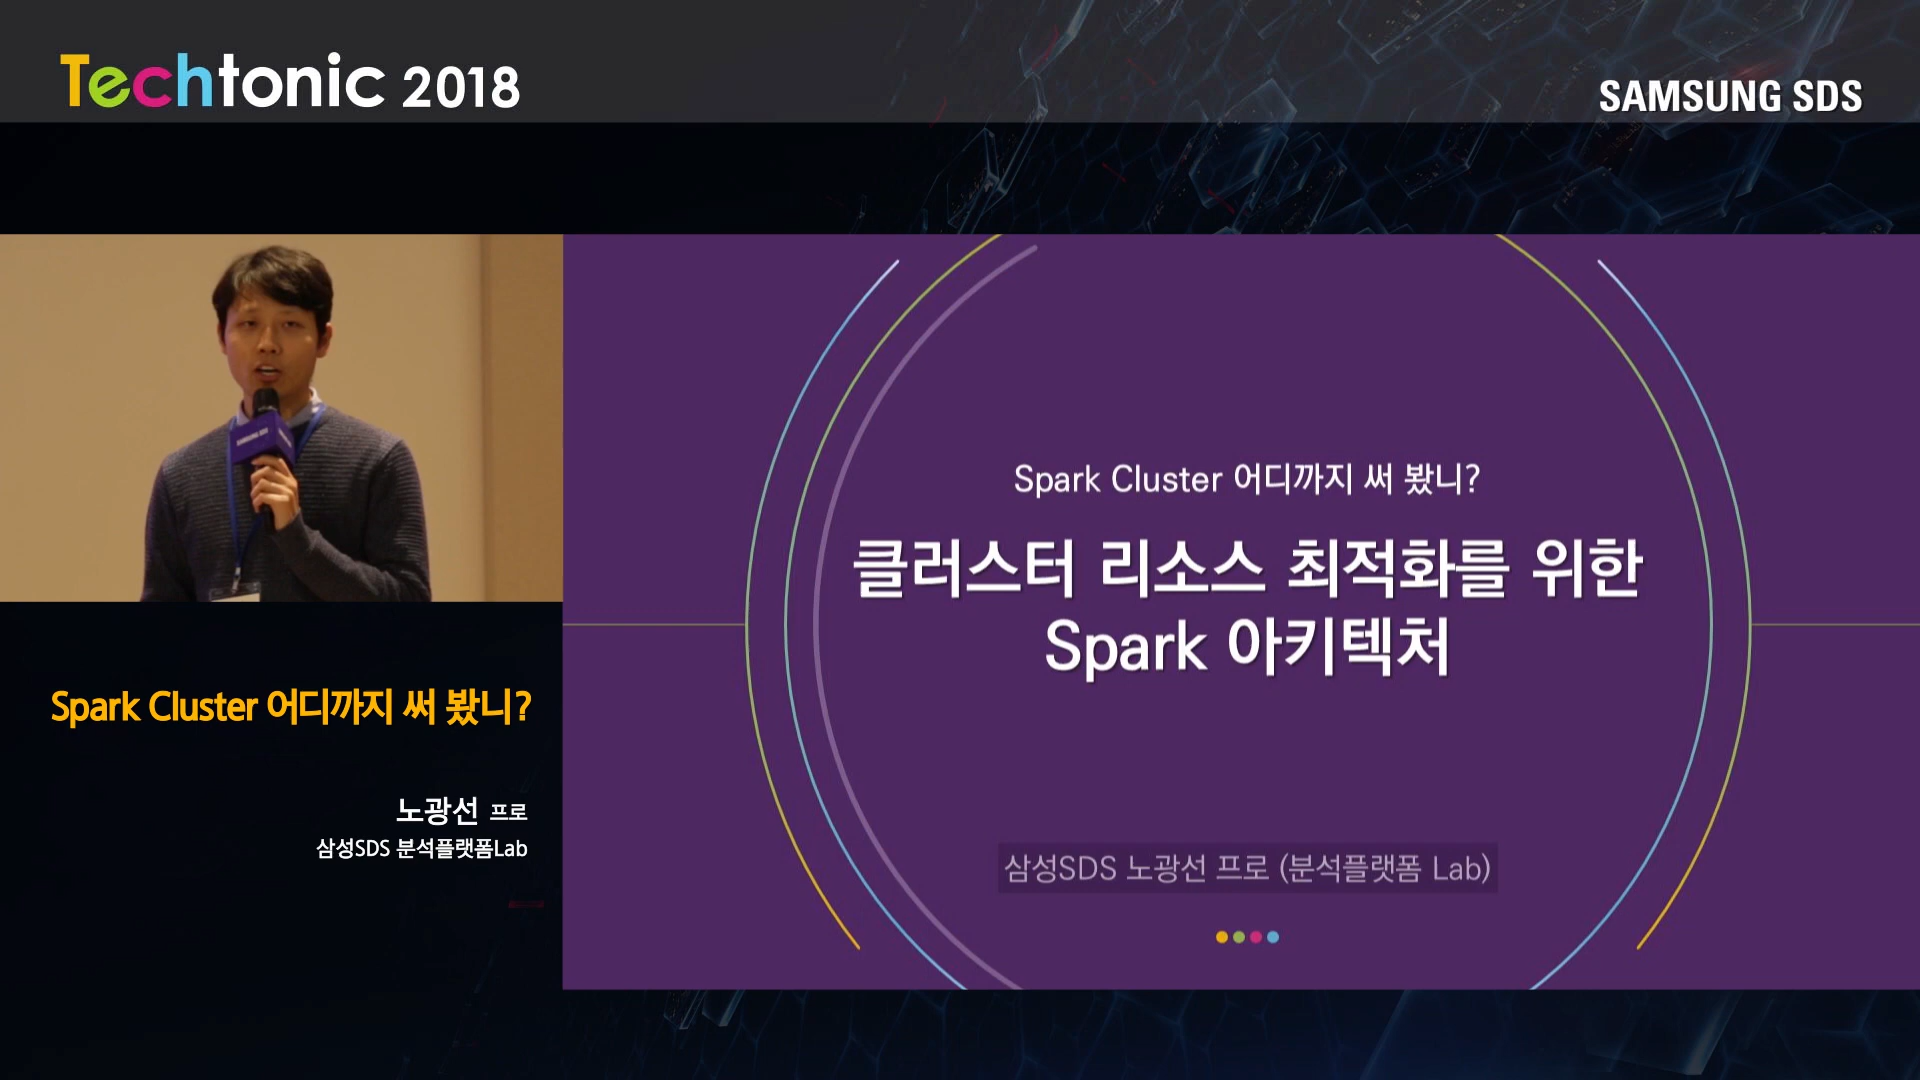 Techtonic 2018
SAMSUNG SDS
SAMSUNG SDS
Spark Cluster 어디까지 써 봤니?
노광선 프로
삼성SDS 분석플랫폼Lab
Spark Cluster 어디까지 써 봤니?
클러스터 리소스 최적화를 위한
Spark 아키텍처
삼성SDS 노광선 프로 (분석플랫폼 Lab)